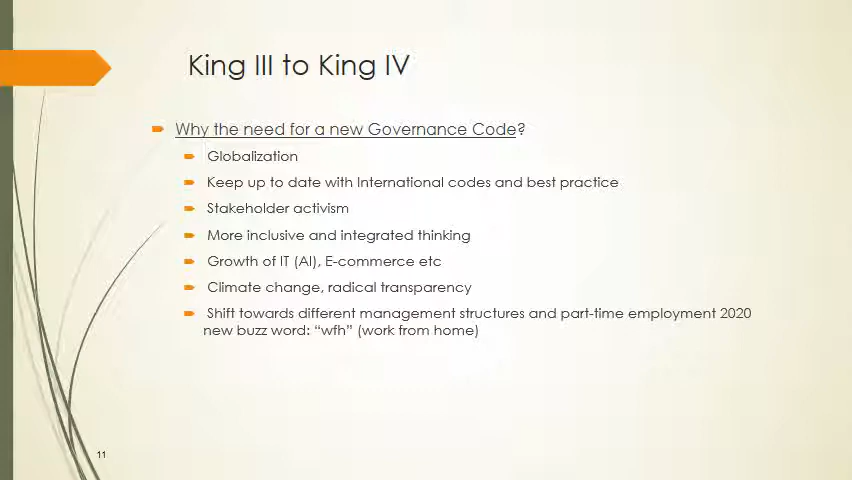 King III to King IV
Why the need for a new Governance Code?
Globalization
Keep up to date with International codes and best practice
Stakeholder activism
More inclusive and integrated thinking
Growth of IT (AI), E-commerce etc
Climate change, radical transparency
Shift towards different management structures and part-time employment 2020
new buzz word: “wfh” (work from home)
11